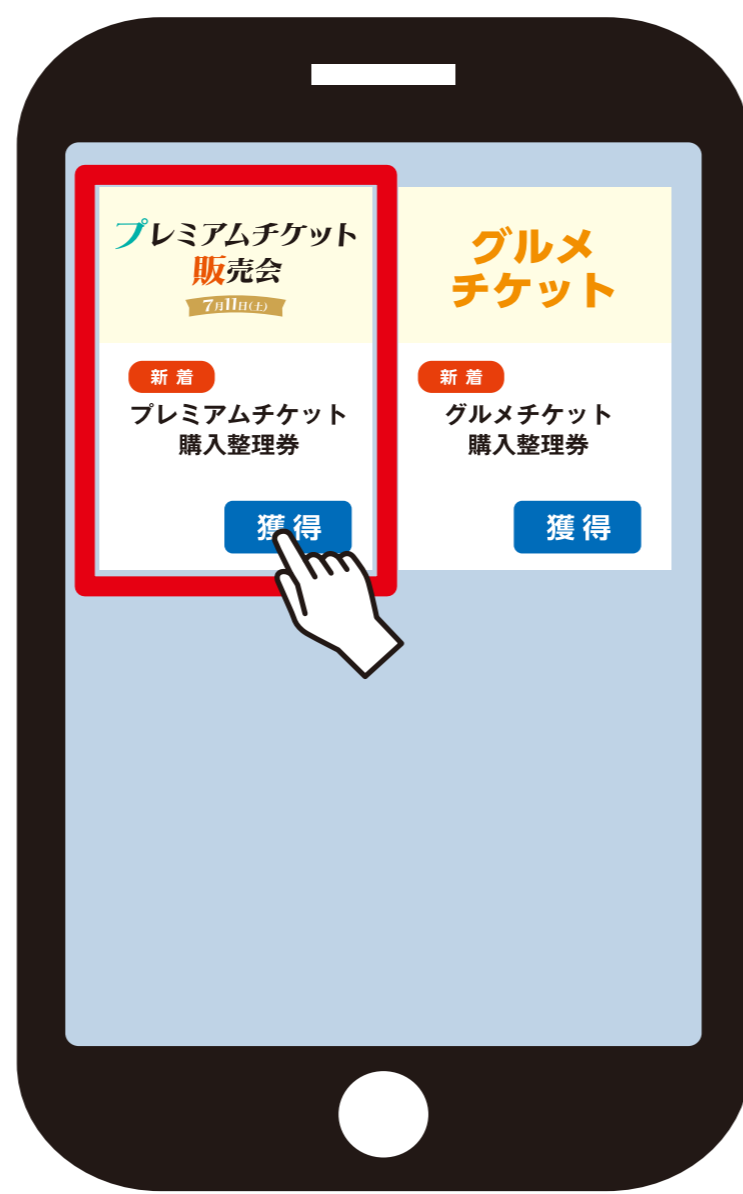 プレミアムチケット
販売会
7月11日(土)
新着
プレミアムチケット
購入整理券
獲得
グルメ
チケット
新着
グルメチケット
購入整理券
獲得